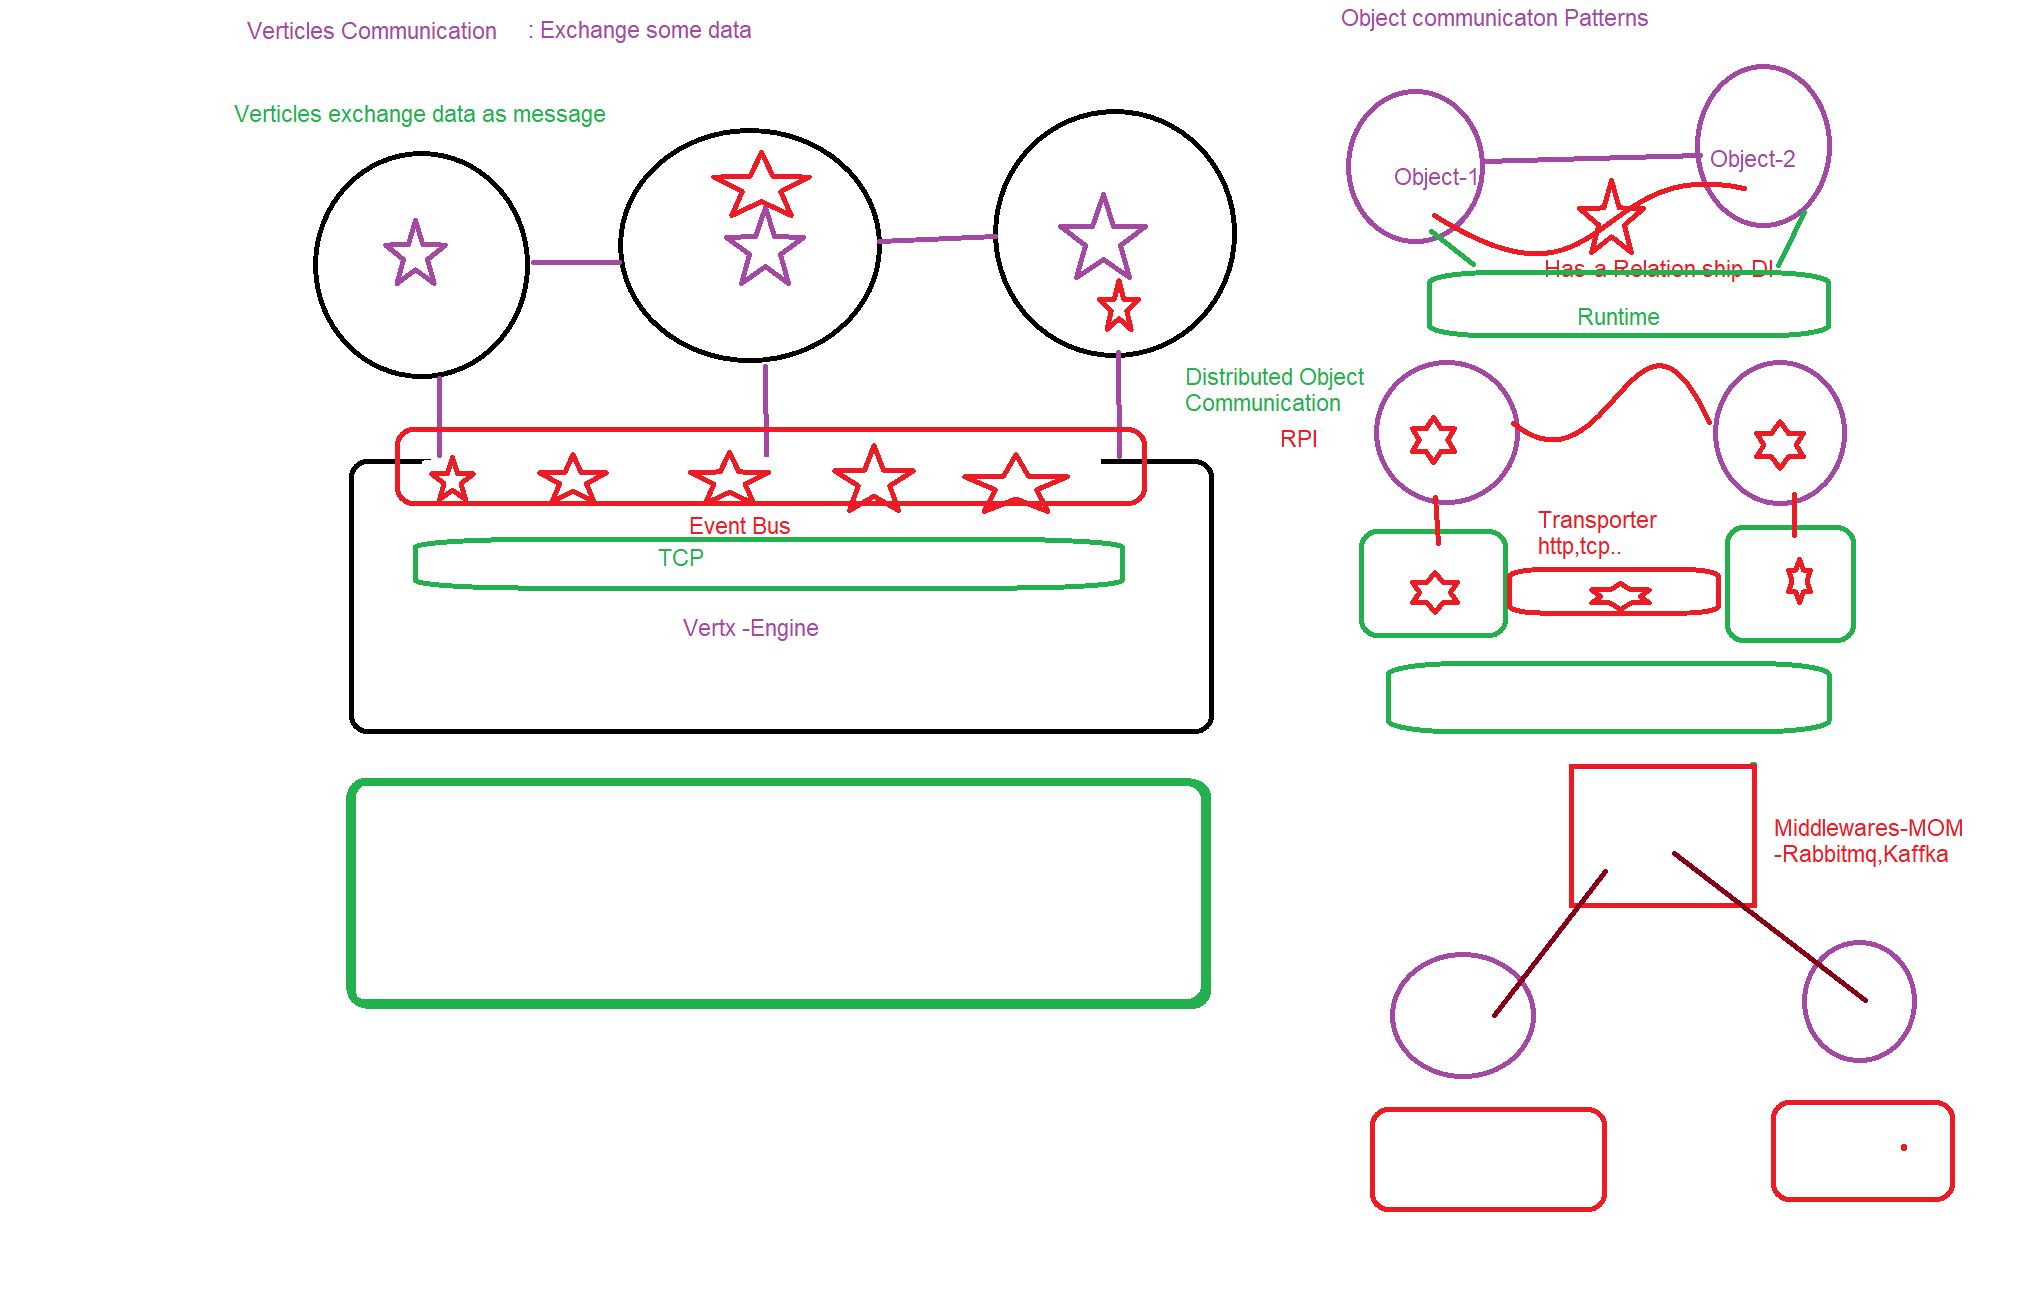 Verticles Communication : Exchange some data
Verticles exchange data as message
Event Bus
TCP
Vertx -Engine
Object communicaton Patterns
Object-1
Object-2
Has-a Relation ship-DI
Runtime
Distributed Object
Communication
RPI
Transporter
http,tcp..
Middlewares-MOM
-Rabbitmq,Kaffka